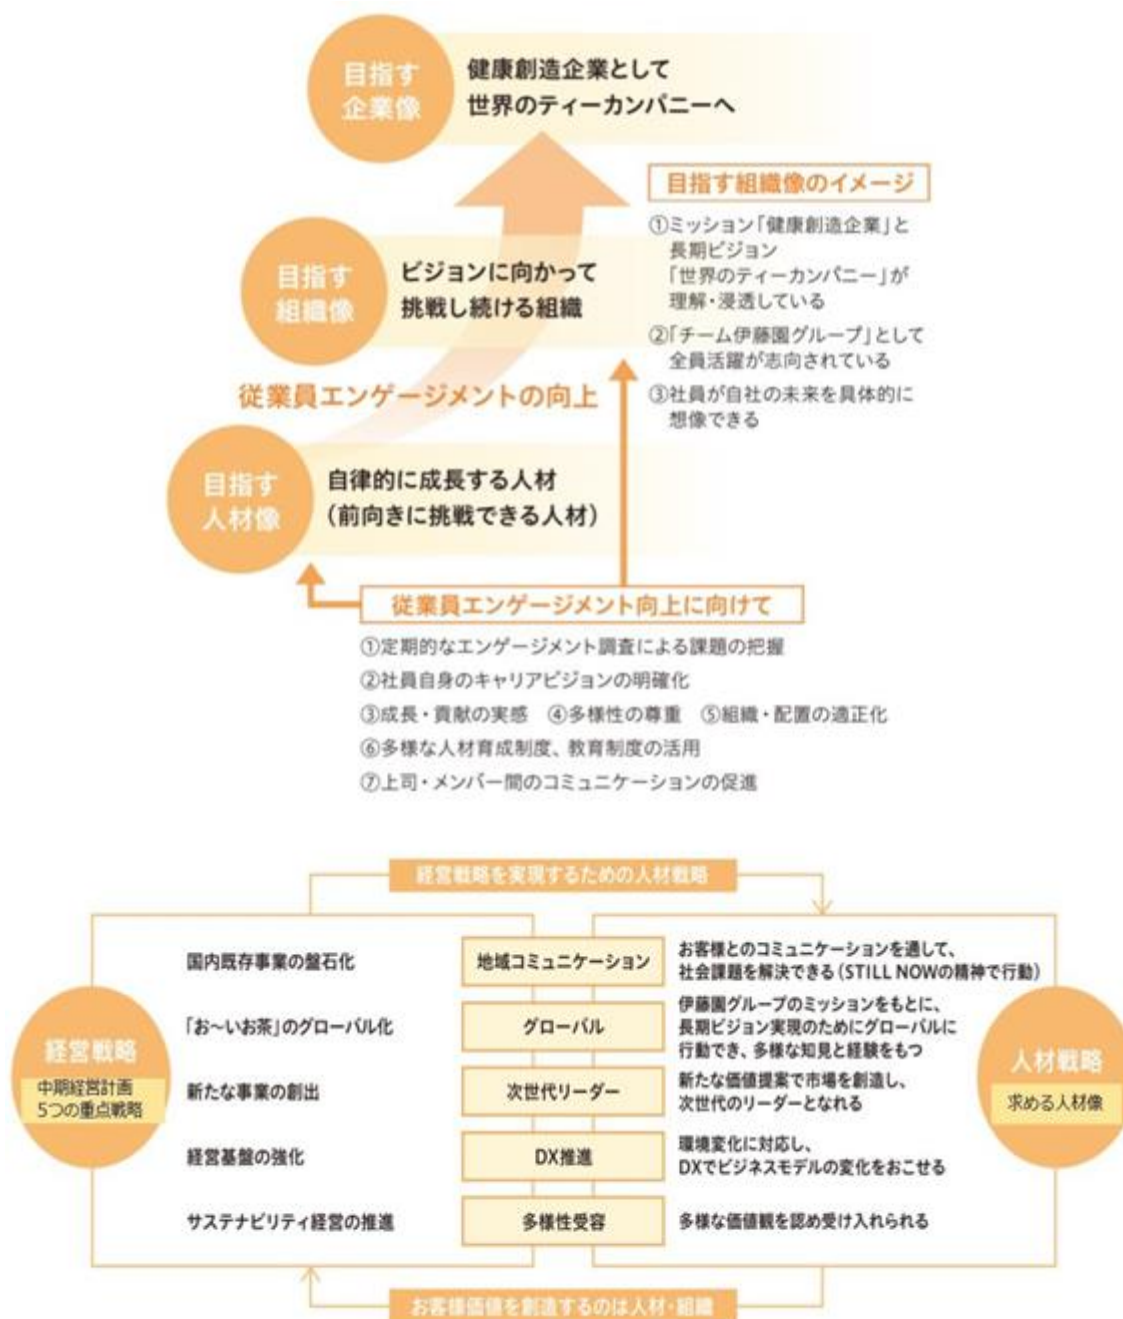 目指す
企業像
健康創造企業として
世界のティーカンパニーへ
目指す組織像のイメージ
①ミッション「健康創造企業」と
長期ビジョン
「世界のティーカンパニー」が
理解・浸透している
②「チーム伊藤園グループ」として
全員活躍が志向されている
③社員が自社の未来を具体的に
想像できる
目指す
組織像
ビジョンに向かって
挑戦し続ける組織
従業員エンゲージメントの向上
目指す
人材像
自律的に成長する人材
（前向きに挑戦できる人材）
従業員エンゲージメント向上に向けて
①定期的なエンゲージメント調査による課題の把握
②社員自身のキャリアビジョンの明確化
③成長・貢献の実感　④多様性の尊重　⑤組織・配置の適正化
⑥多様な人材育成制度、教育制度の活用
⑦上司・メンバー間のコミュニケーションの促進
経営戦略を実現するための人材戦略
経営戦略
中期経営計画
5つの重点戦略
人材戦略
求める人材像
国内既存事業の盤石化
地域コミュニケーション
お客様とのコミュニケーションを通して、
社会課題を解決できる（STILL NOWの精神で行動）
「お～いお茶」のグローバル化
グローバル
伊藤園グループのミッションをもとに、
長期ビジョン実現のためにグローバルに
行動でき、多様な知見と経験をもつ
新たな事業の創出
次世代リーダー
新たな価値提案で市場を創造し、
次世代のリーダーとなれる
経営基盤の強化
DX推進
環境変化に対応し、
DXでビジネスモデルの変化をおこせる
サステナビリティ経営の推進
多様性受容
多様な価値観を認め受け入れられる
お客様価値を創造するのは人材・組織